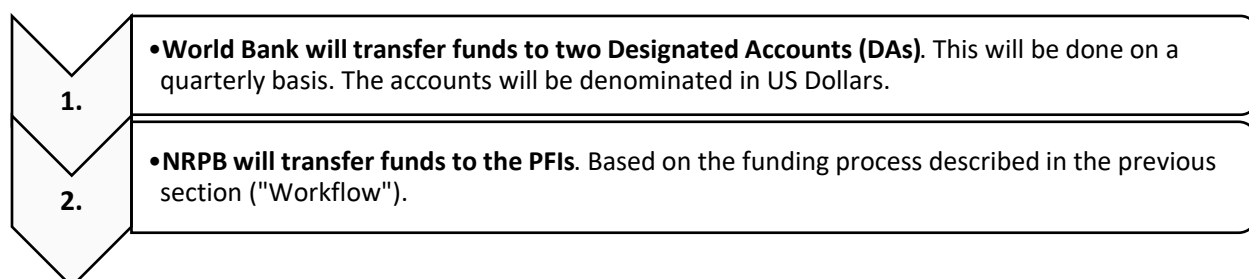 •World Bank will transfer funds to two Designated Accounts (DAs). This will be done on a
quarterly basis. The accounts will be denominated in US Dollars.
1.
•NRPB will transfer funds to the PFIs. Based on the funding process described in the previous
section ("Workflow").
2.